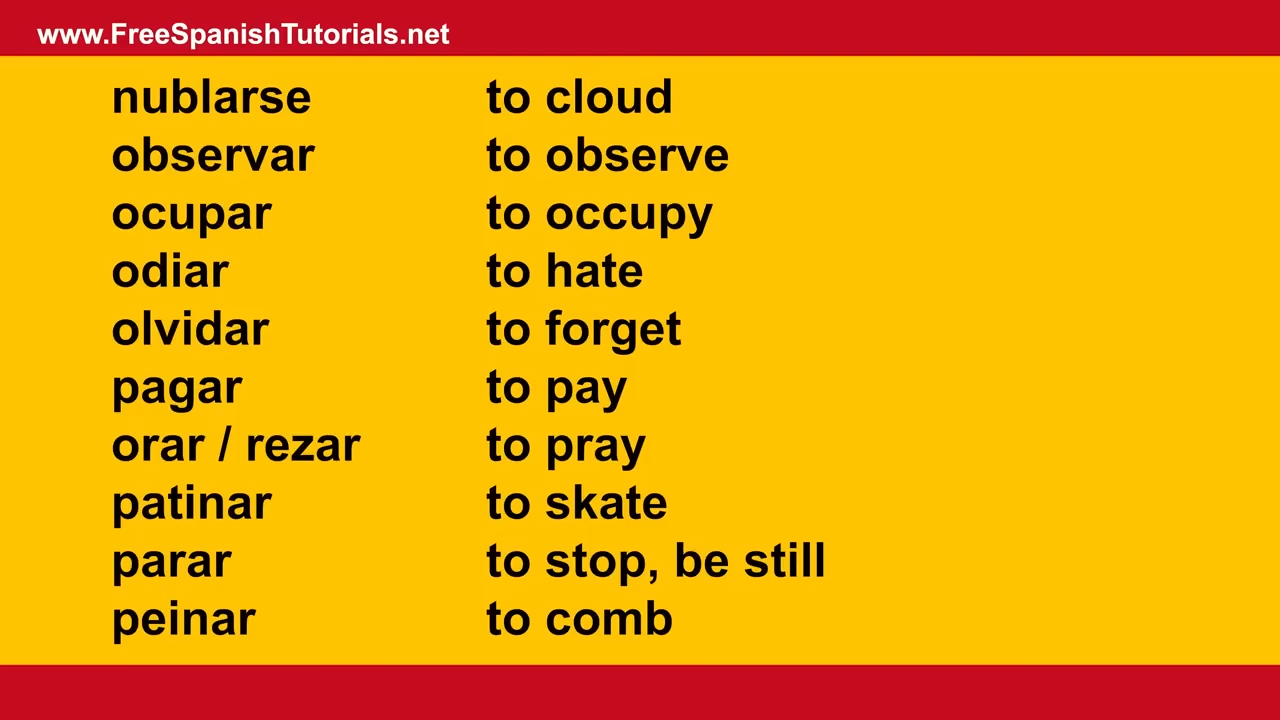 www.FreeSpanishTutorials.net
nublarse to cloud
observar to observe
ocupar to occupy
odiar to hate
olvidar to forget
pagar to pay
orar / rezar to pray
patinar to skate
parar to stop, be still
peinar to comb